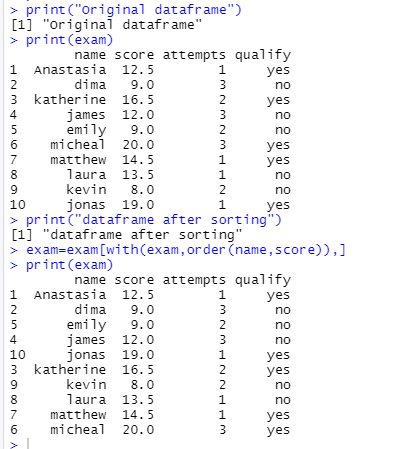 > print("Original dataframe")
[1] "Original dataframe"
> print(exam)
        name score attempts qualify
1  Anastasia  12.5        1     yes
2       dima   9.0        3      no
3  katherine  16.5        2     yes
4      james  12.0        3      no
5      emily   9.0        2      no
6    micheal  20.0        3     yes
7    matthew  14.5        1     yes
8      laura  13.5        1      no
9      kevin   8.0        2      no
10     jonas  19.0        1     yes
> print("dataframe after sorting")
[1] "dataframe after sorting"
> exam=exam[with(exam,order(name,score)),]
> print(exam)
        name score attempts qualify
1  Anastasia  12.5        1     yes
2       dima   9.0        3      no
5      emily   9.0        2      no
4      james  12.0        3      no
10     jonas  19.0        1     yes
3  katherine  16.5        2     yes
9      kevin   8.0        2      no
8      laura  13.5        1      no
7    matthew  14.5        1     yes
6    micheal  20.0        3     yes
>